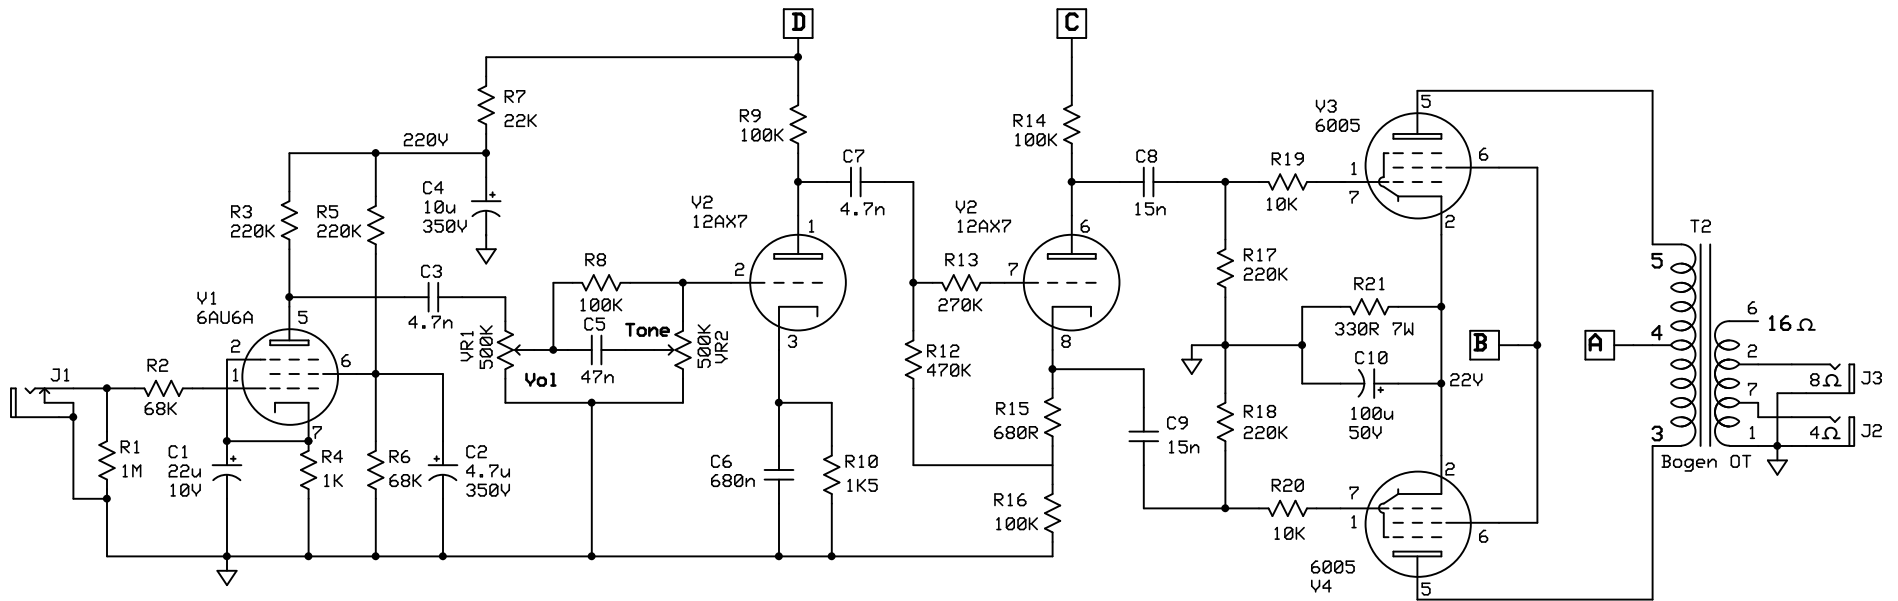 D
C
R7
22K
220V
R9
100K
R14
100K
V3
6005
5
C7
4.7n
C8
15n
R19
10K
1
7
6
2
R3
220K
R5
220K
C4
10u
350V
+
V2
12AX7
1
V2
12AX7
6
T2
R8
100K
2
R13
270K
7
R17
220K
5
C3
4.7n
V1
6AU6A
5
VR1
500K
Vol
C5
47n
Tone
500K
VR2
3
8
R21
330R 7W
B
A
4
6
16Ω
2
R2
68K
J1
2
1
6
7
R12
470K
C10
100u
50V
+
22V
8Ω
J3
7
4Ω
J2
1
3
Bogen OT
R1
1M
C1
22u
10V
+
R4
1K
R6
68K
C2
4.7u
350V
+
C6
680n
R10
1K5
R15
680R
C9
15n
R18
220K
R16
100K
R20
10K
7
1
2
6
6005
V4
5